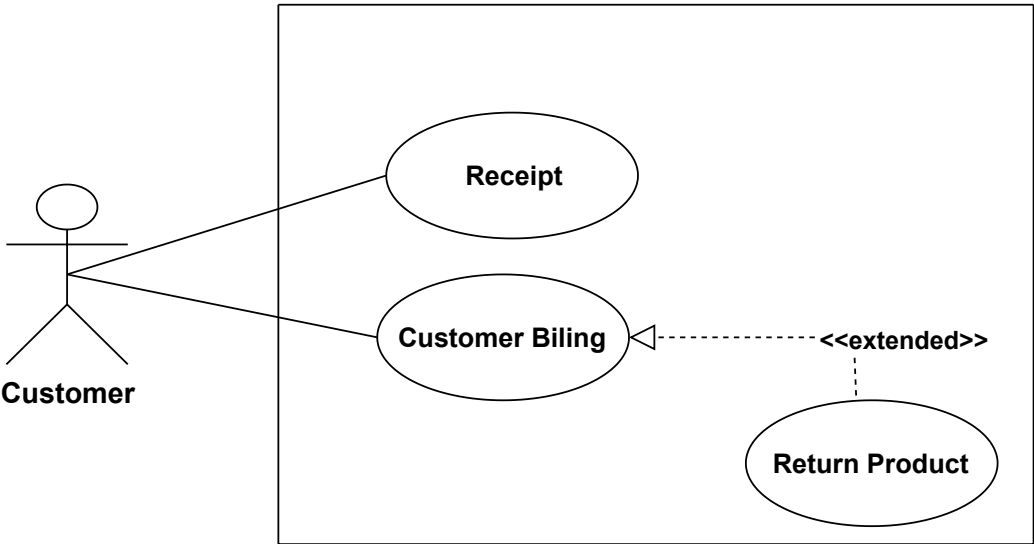 Receipt
Customer Biling
<<extended>>
Customer
Return Product